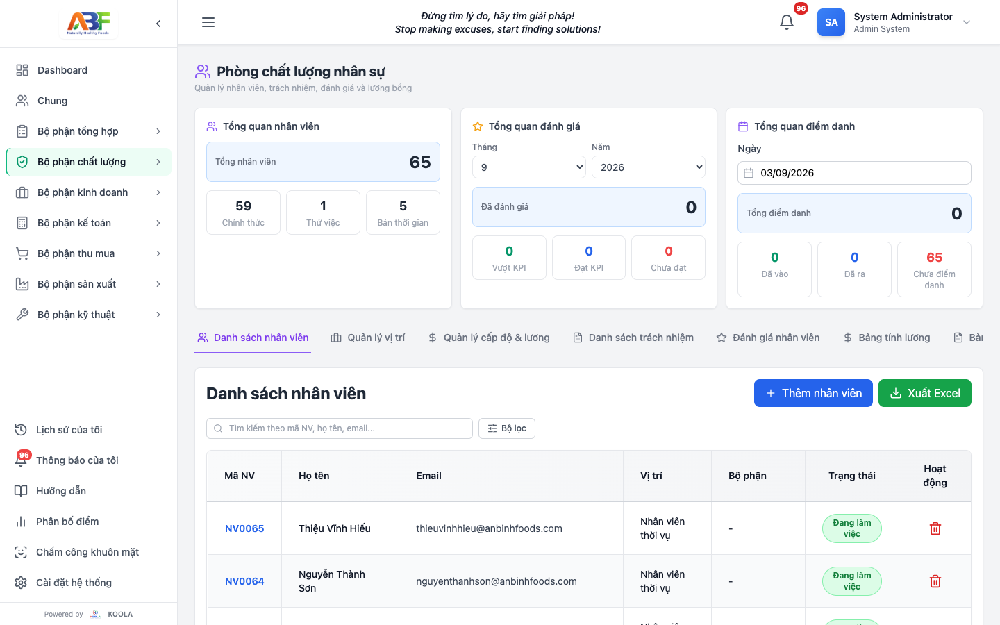 ABF
Naturally Healthy Foods
Dashboard
Chung
Bộ phận tổng hợp
Bộ phận chất lượng
Bộ phận kinh doanh
Bộ phận kế toán
Bộ phận thu mua
Bộ phận sản xuất
Bộ phận kỹ thuật
Lịch sử của tôi
96
Thông báo của tôi
Hướng dẫn
Phân bổ điểm
Chấm công khuôn mặt
Cài đặt hệ thống
Powered by KOOLA
Đừng tìm lý do, hãy tìm giải pháp!
Stop making excuses, start finding solutions!
96
SA
System Administrator
Admin System
Phòng chất lượng nhân sự
Quản lý nhân viên, trách nhiệm, đánh giá và lương bổng
Tổng quan nhân viên
Tổng nhân viên 65
59 1 5
Chính thức Thử việc Bán thời gian
Tổng quan đánh giá
Tháng Năm
9 2026
Đã đánh giá 0
0 0 0
Vượt KPI Đạt KPI Chưa đạt
Tổng quan điểm danh
Ngày
03/09/2026
Tổng điểm danh 0
0 0 65
Đã vào Đã ra Chưa điểm danh
Danh sách nhân viên Quản lý vị trí Quản lý cấp độ & lương Danh sách trách nhiệm Đánh giá nhân viên Bảng tính lương
Danh sách nhân viên
Thêm nhân viên Xuất Excel
Tìm kiếm theo mã NV, họ tên, email...
Bộ lọc
Mã NV Họ tên Email Vị trí Bộ phận Trạng thái Hoạt động
NV0065 Thiệu Vĩnh Hiếu thieuvinhhieu@anbinhfoods.com Nhân viên thời vụ - Đang làm việc
NV0064 Nguyễn Thành Sơn nguyenthanhson@anbinhfoods.com Nhân viên thời vụ - Đang làm việc